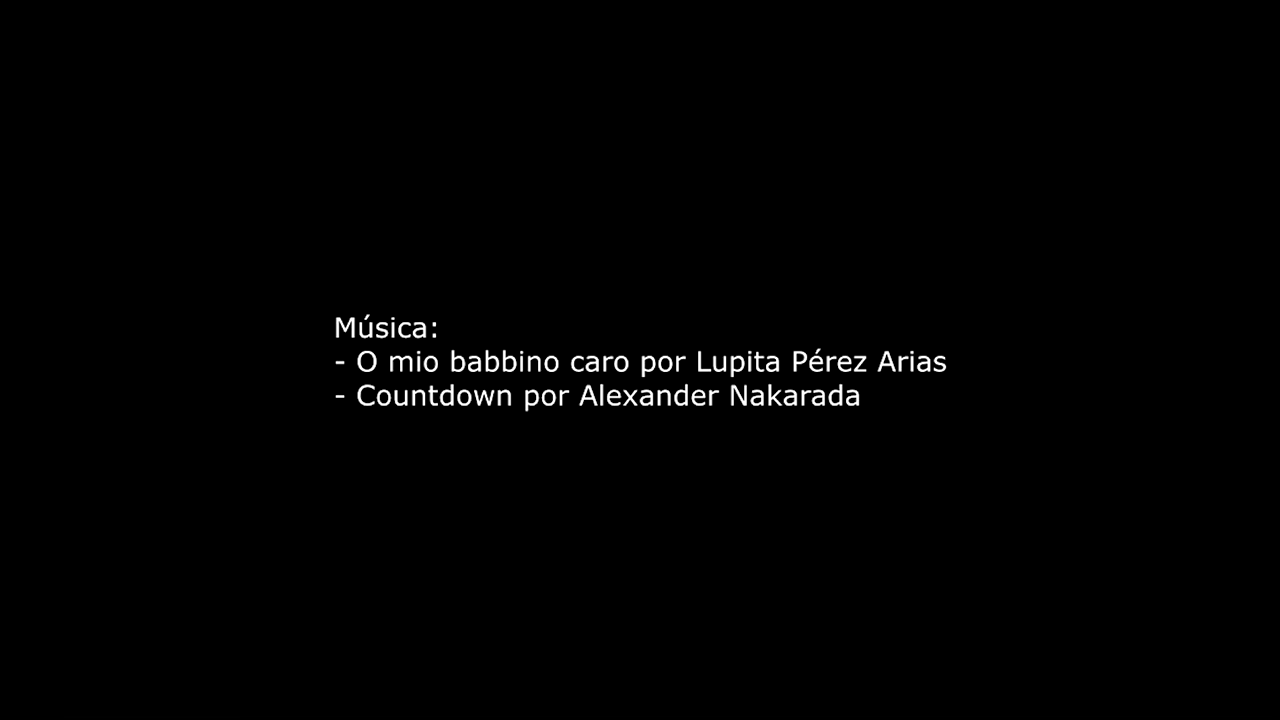 Música:
- O mio babbino caro por Lupita Pérez Arias
- Countdown por Alexander Nakarada